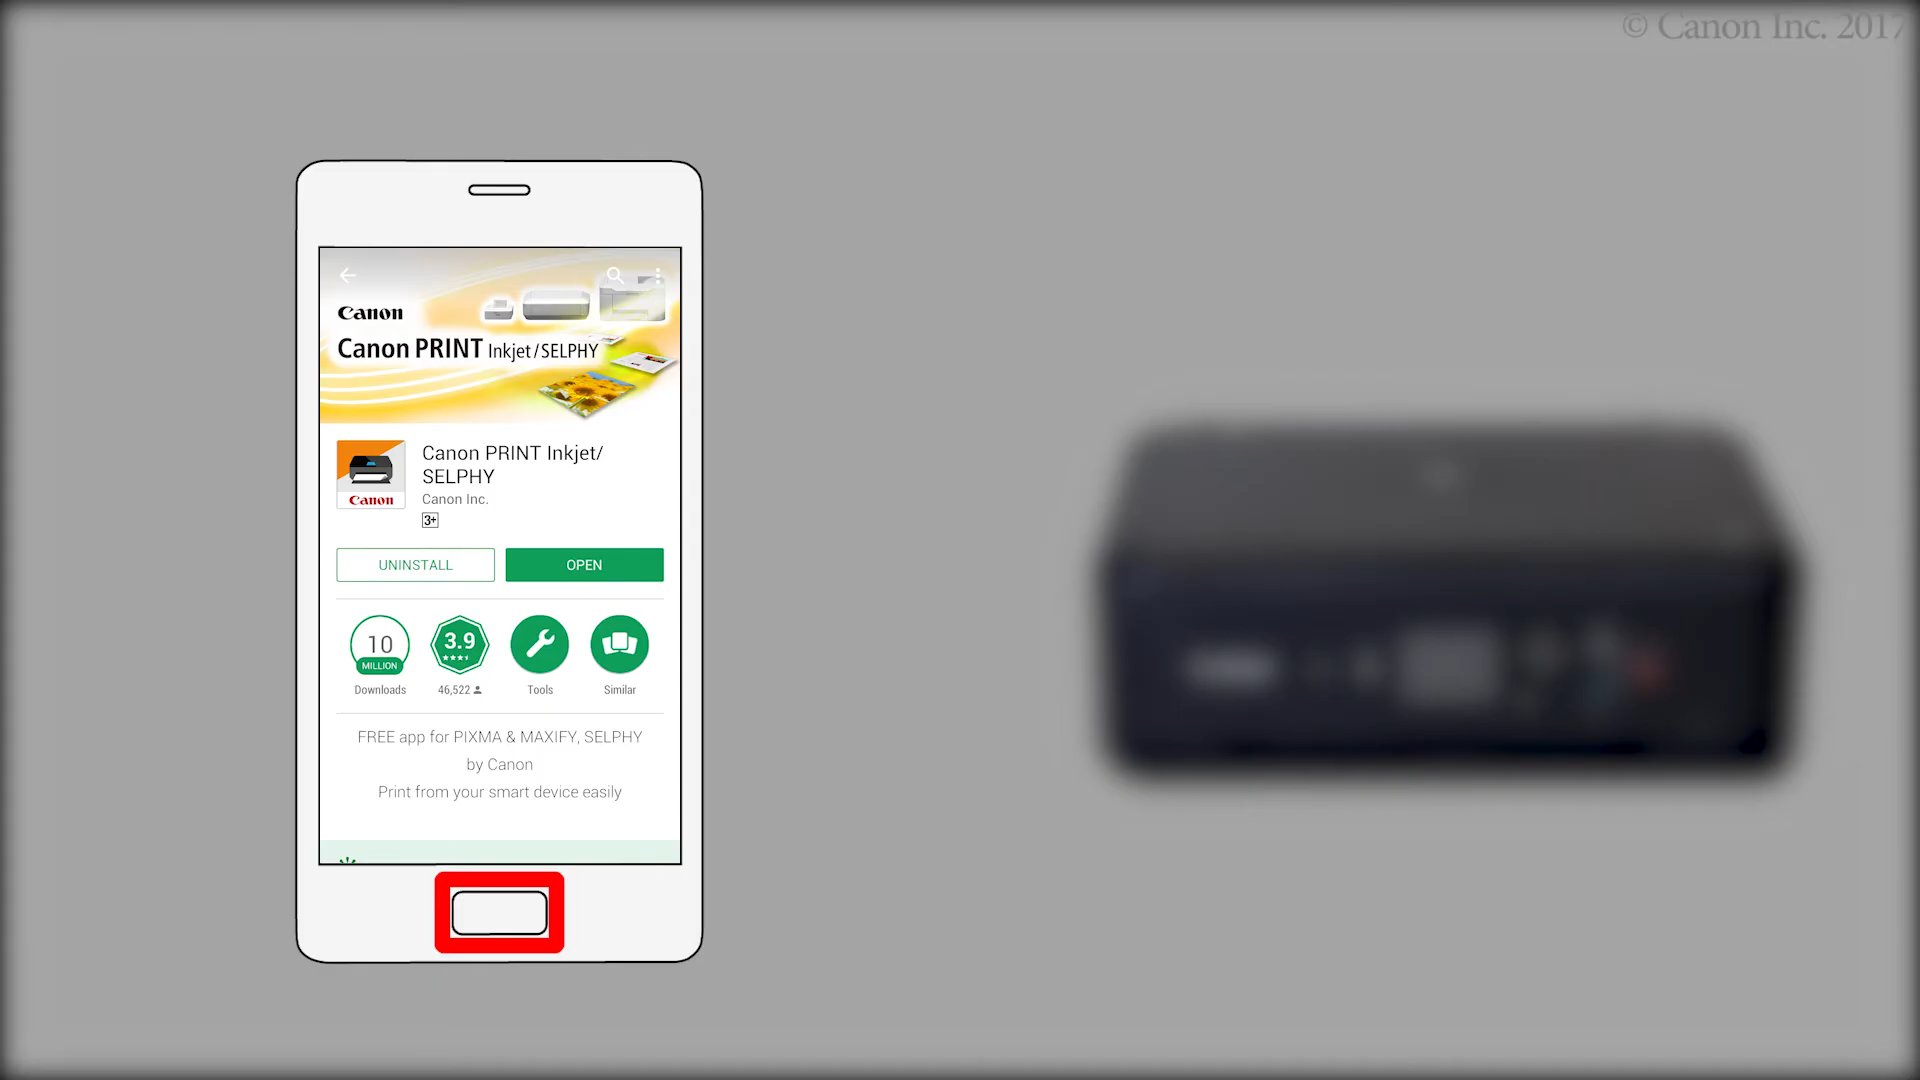 © Canon Inc. 2017
Canon
Canon PRINT Inkjet/SELPHY
Canon PRINT Inkjet/
SELPHY
Canon
Canon Inc.
3+
UNINSTALL
OPEN
10
MILLION
3.9
Downloads
46,522
Tools
Similar
FREE app for PIXMA & MAXIFY, SELPHY
by Canon
Print from your smart device easily